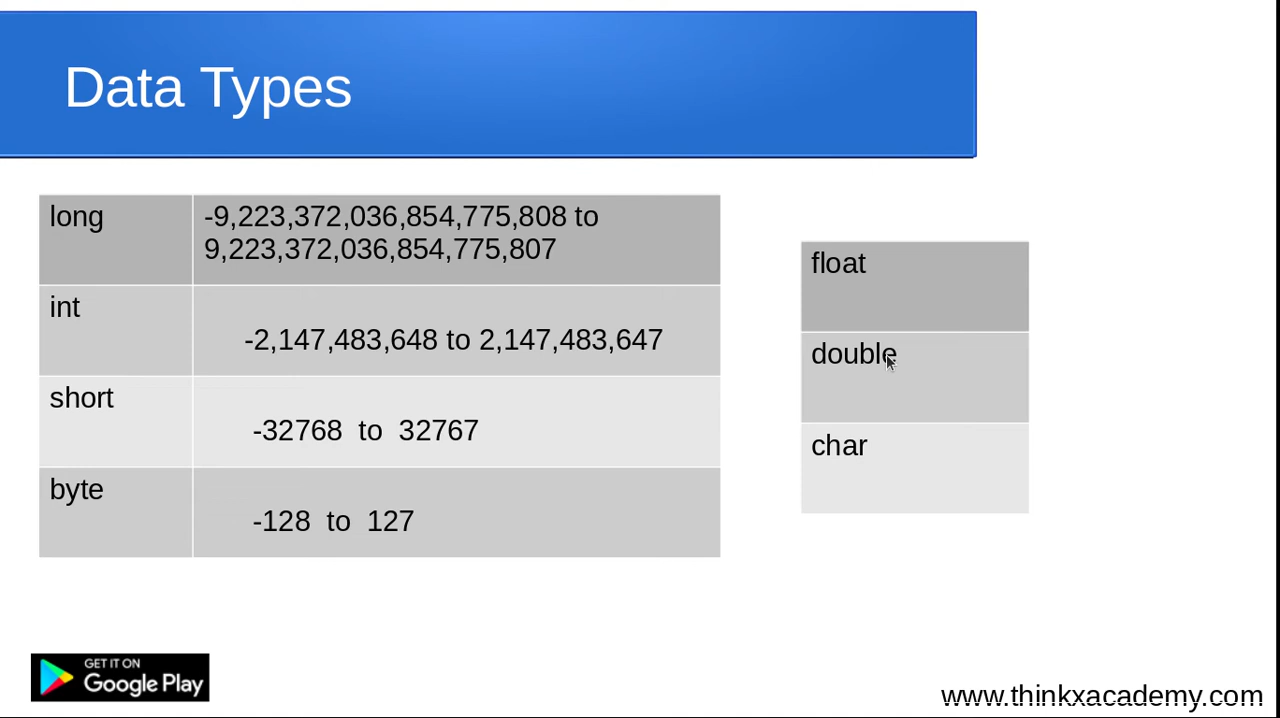 Data Types
long
-9,223,372,036,854,775,808 to
9,223,372,036,854,775,807
int
-2,147,483,648 to 2,147,483,647
short
-32768 to 32767
byte
-128 to 127
float
double
char
GET IT ON
Google Play
www.thinkxacademy.com